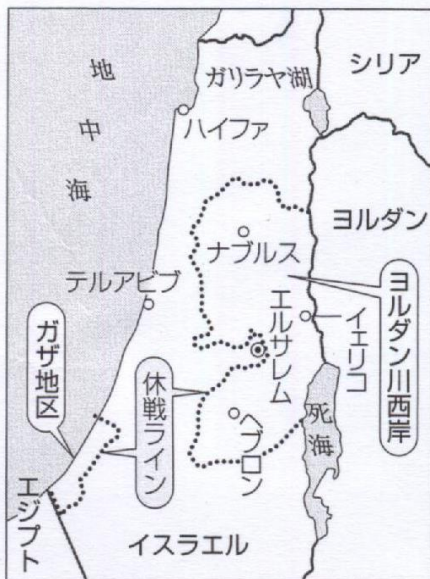 地中海
ガリラヤ湖
シリア
ハイファ
ナブルス
ヨルダン
テルアビブ
エルサレム
イェリコ
ヨルダン川西岸
ガザ地区
休戦ライン
ヘブロン
死海
エジプト
イスラエル